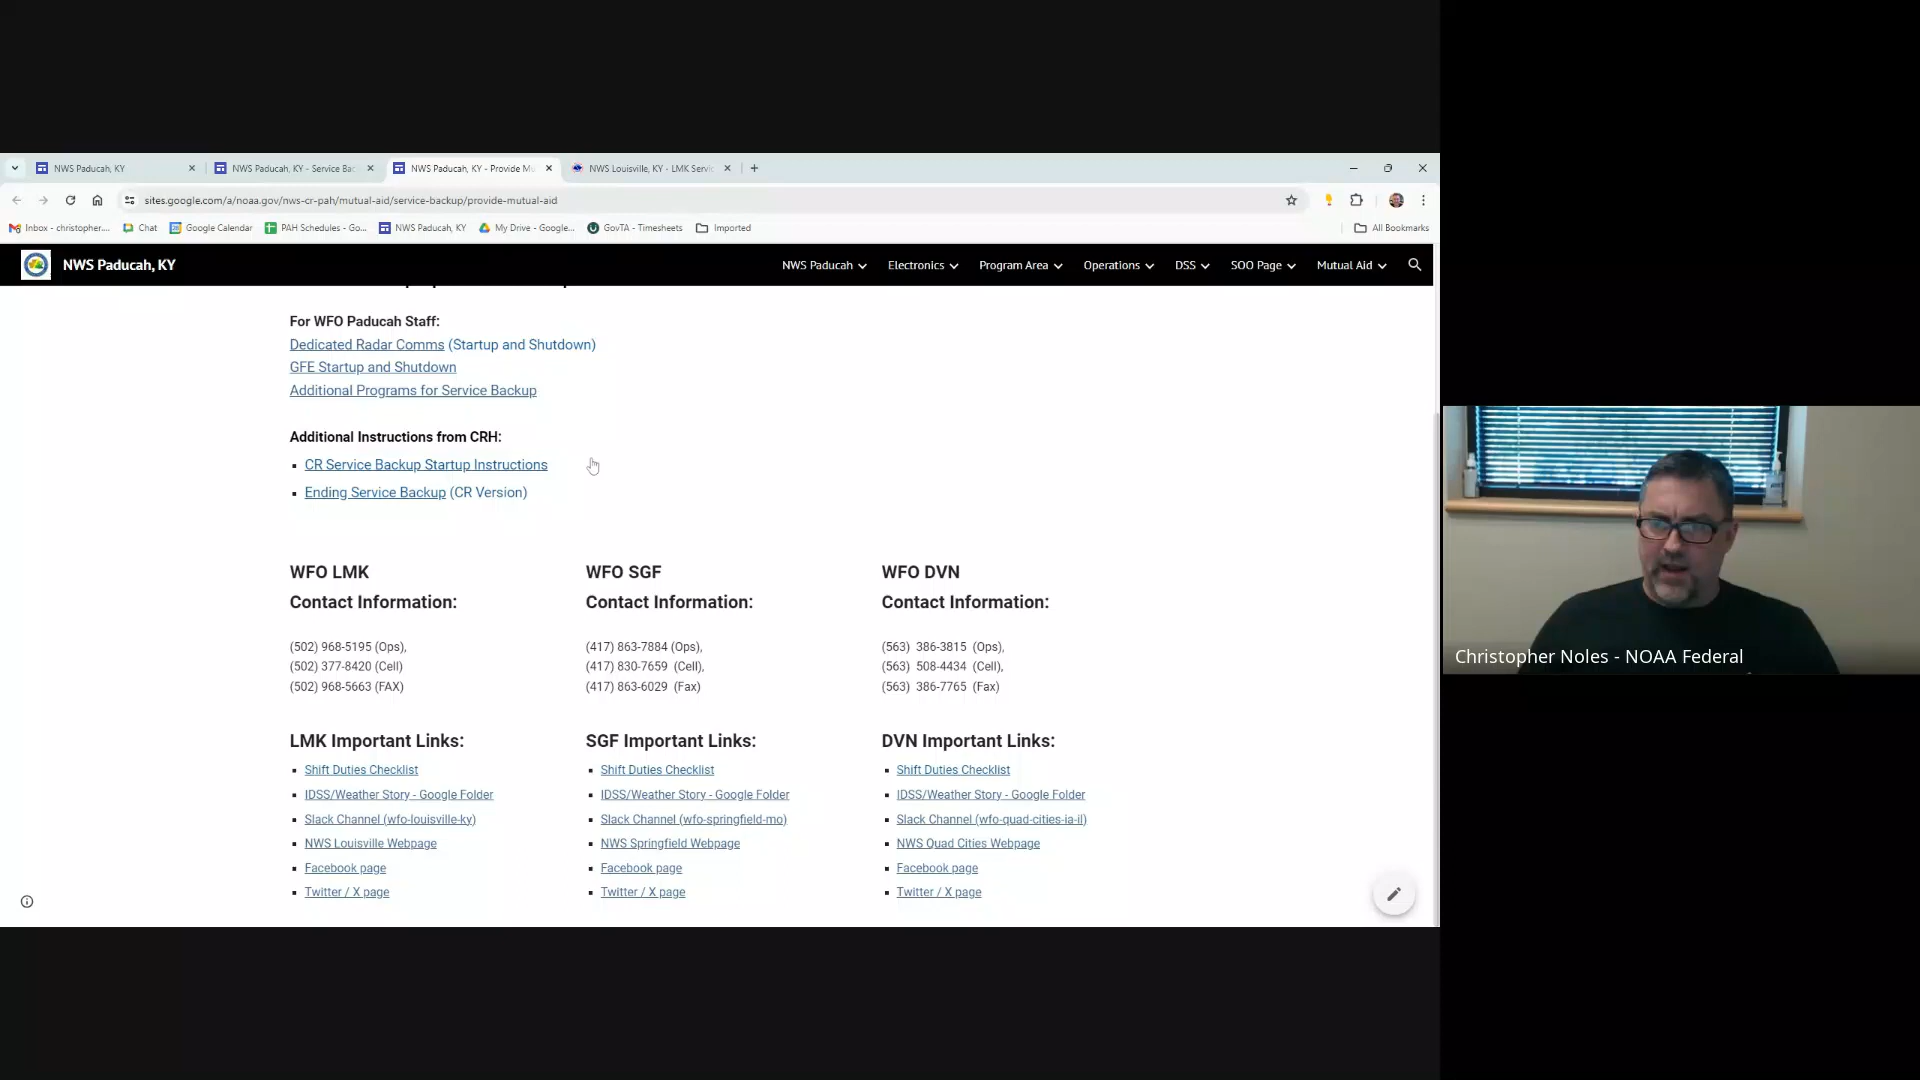 NWS Paducah, KY
NWS Paducah, KY - Service Bac
NWS Paducah, KY - Provide Mu
NWS Louisville, KY - LMK Servic
sites.google.com/a/noaa.gov/nws-cr-pah/mutual-aid/service-backup/provide-mutual-aid
Inbox - christopher....
Chat
Google Calendar
PAH Schedules - Go...
NWS Paducah, KY
My Drive - Google...
GovTA - Timesheets
Imported
All Bookmarks
NWS Paducah, KY
NWS Paducah
Electronics
Program Area
Operations
DSS
SOO Page
Mutual Aid
For WFO Paducah Staff:
Dedicated Radar Comms (Startup and Shutdown)
GFE Startup and Shutdown
Additional Programs for Service Backup
Additional Instructions from CRH:
CR Service Backup Startup Instructions
Ending Service Backup (CR Version)
WFO LMK
Contact Information:
(502) 968-5195 (Ops),
(502) 377-8420 (Cell)
(502) 968-5663 (FAX)
LMK Important Links:
Shift Duties Checklist
IDSS/Weather Story - Google Folder
Slack Channel (wfo-louisville-ky)
NWS Louisville Webpage
Facebook page
Twitter / X page
WFO SGF
Contact Information:
(417) 863-7884 (Ops),
(417) 830-7659 (Cell),
(417) 863-6029 (Fax)
SGF Important Links:
Shift Duties Checklist
IDSS/Weather Story - Google Folder
Slack Channel (wfo-springfield-mo)
NWS Springfield Webpage
Facebook page
Twitter / X page
WFO DVN
Contact Information:
(563) 386-3815 (Ops),
(563) 508-4434 (Cell),
(563) 386-7765 (Fax)
DVN Important Links:
Shift Duties Checklist
IDSS/Weather Story - Google Folder
Slack Channel (wfo-quad-cities-ia-il)
NWS Quad Cities Webpage
Facebook page
Twitter / X page
Christopher Noles - NOAA Federal